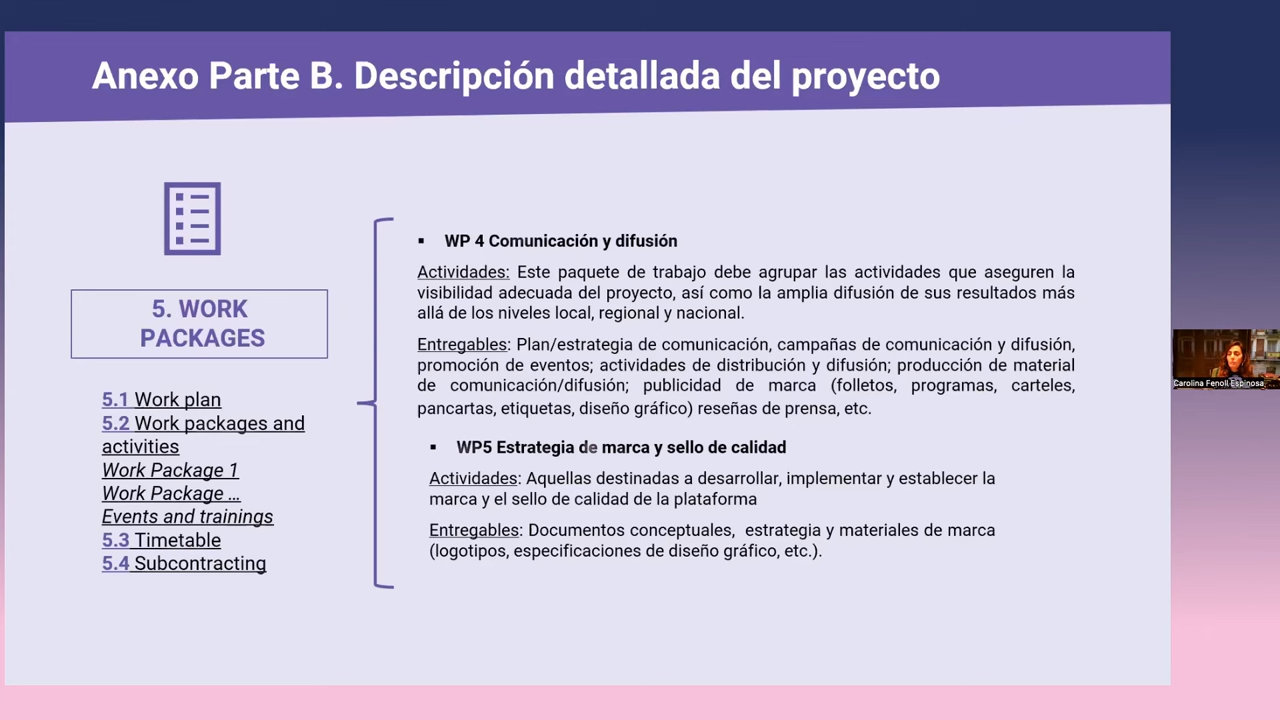 Anexo Parte B. Descripción detallada del proyecto
5. WORK
PACKAGES
5.1 Work plan
5.2 Work packages and
activities
Work Package 1
Work Package ...
Events and trainings
5.3 Timetable
5.4 Subcontracting
▪ WP 4 Comunicación y difusión
Actividades: Este paquete de trabajo debe agrupar las actividades que aseguren la
visibilidad adecuada del proyecto, así como la amplia difusión de sus resultados más
allá de los niveles local, regional y nacional.
Entregables: Plan/estrategia de comunicación, campañas de comunicación y difusión,
promoción de eventos; actividades de distribución y difusión; producción de material
de comunicación/difusión; publicidad de marca (folletos, programas, carteles,
pancartas, etiquetas, diseño gráfico) reseñas de prensa, etc.
▪ WP5 Estrategia de marca y sello de calidad
Actividades: Aquellas destinadas a desarrollar, implementar y establecer la
marca y el sello de calidad de la plataforma
Entregables: Documentos conceptuales, estrategia y materiales de marca
(logotipos, especificaciones de diseño gráfico, etc.).
Carolina Fenoll Espinosa,